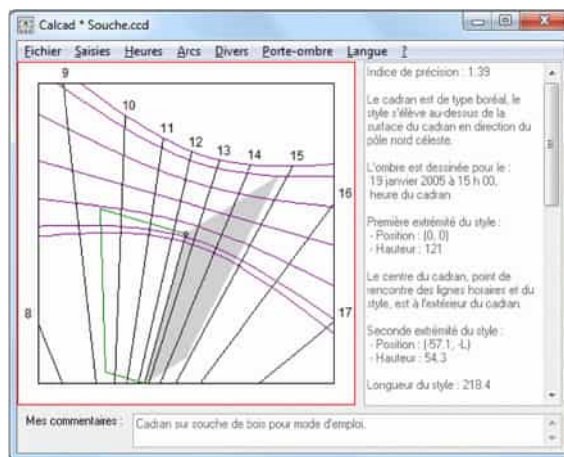 Calcad * Souche.ccd
Fichier Saisies Heures Arcs Divers Porte-ombre Langue ?
9
10
11
12
13
14
15
16
8
17
Indice de précision : 1.39
Le cadran est de type boréal, le
style s'élève au-dessus de la
surface du cadran en direction du
pôle nord céleste.
L'ombre est dessinée pour le :
19 janvier 2005 à 15 h 00,
heure du cadran
Première extrémité du style :
- Position : (0, 0)
- Hauteur : 121
Le centre du cadran, point de
rencontre des lignes horaires et du
style, est à l'extérieur du cadran.
Seconde extrémité du style :
- Position : (-57.1, -L)
- Hauteur : 54.3
Longueur du style : 218.4
Mes commentaires :
Cadran sur souche de bois pour mode d'emploi.